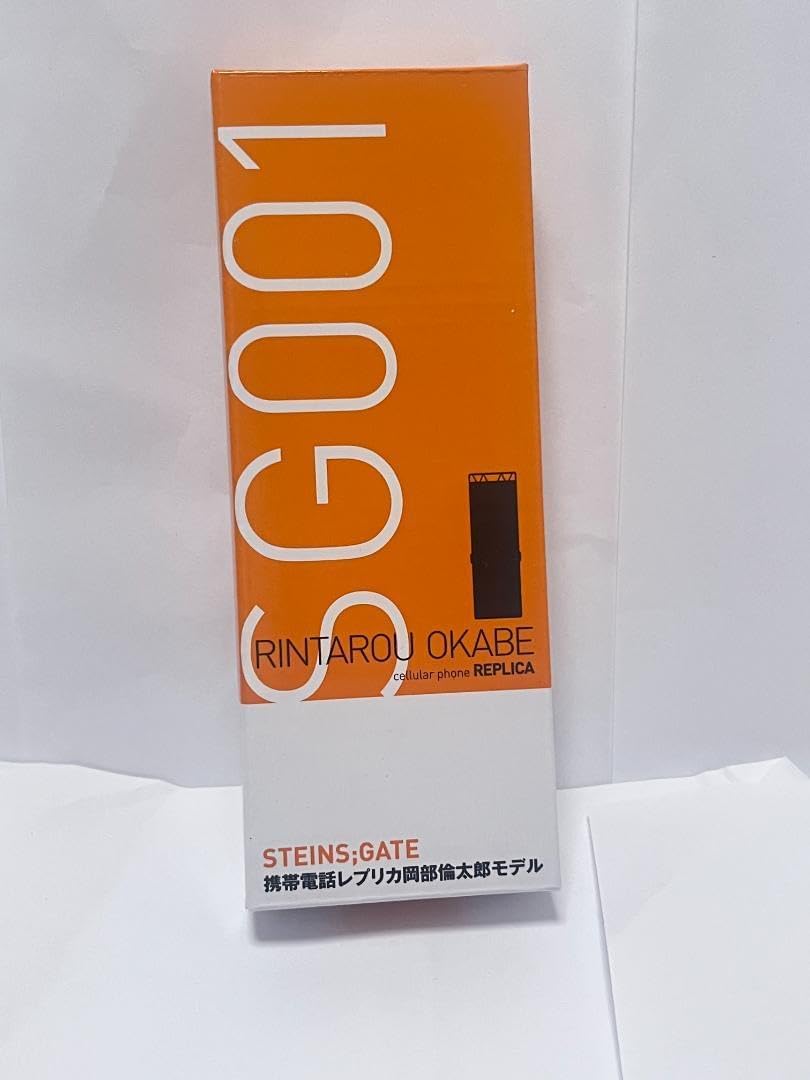 SG001
RINTAROU OKABE
cellular phone REPLICA
STEINS;GATE
携帯電話レプリカ岡部倫太郎モデル